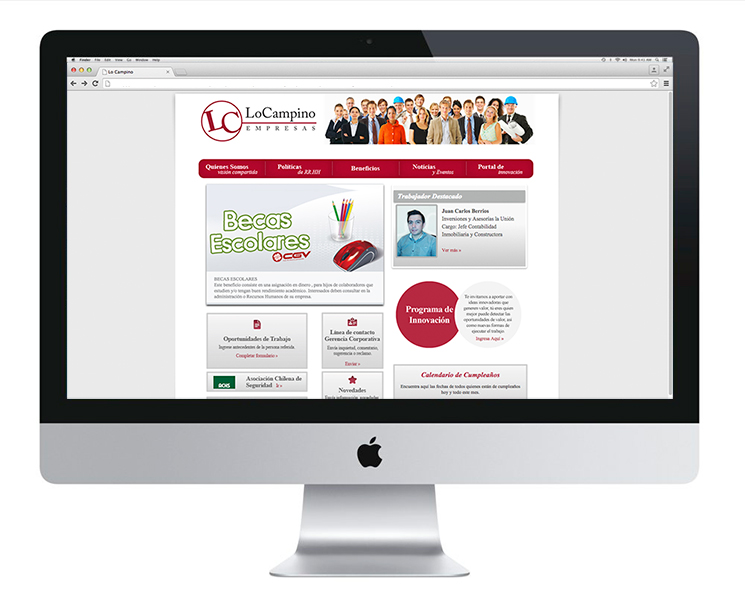 Finder File Edit View Go Window Help
Lo Campino
LC LoCampino
EMPRESAS
Quienes Somos
visión compartida
Políticas
de RR.HH
Beneficios
Noticias
y Eventos
Portal de
innovación
Becas
Escolares
CGV
BECAS ESCOLARES
Este beneficio consiste en una asignación en dinero , para hijos de colaboradores que
estudien y/o tengan buen rendimiento académico. Interesados deben consultar en la
administración o Recursos Humanos de su empresa.
Trabajador Destacado
Juan Carlos Berríos
Inversiones y Asesorías la Unión
Cargo: Jefe Contabilidad
Inmobiliaria y Constructora
Ver más »
Programa de
Innovación
Te invitamos a aportar con
ideas innovadoras que
generen valor, ni eres quien
mejor puede detectar las
oportunidades de valor, así
como nuevas formas de
ejecutar el trabajo.
Ingresa Aquí »
Oportunidades de Trabajo
Ingrese antecedentes de la persona referida
Completar formulario »
Línea de contacto
Gerencia Corporativa
Envía inquietud, comentario,
sugerencia o reclamo.
Enviar »
Asociación Chilena de
Seguridad Ir »
Novedades
Calendario de Cumpleaños
Encuentra aquí las fechas de todos quienes están de cumpleaños
hoy y todo este mes.